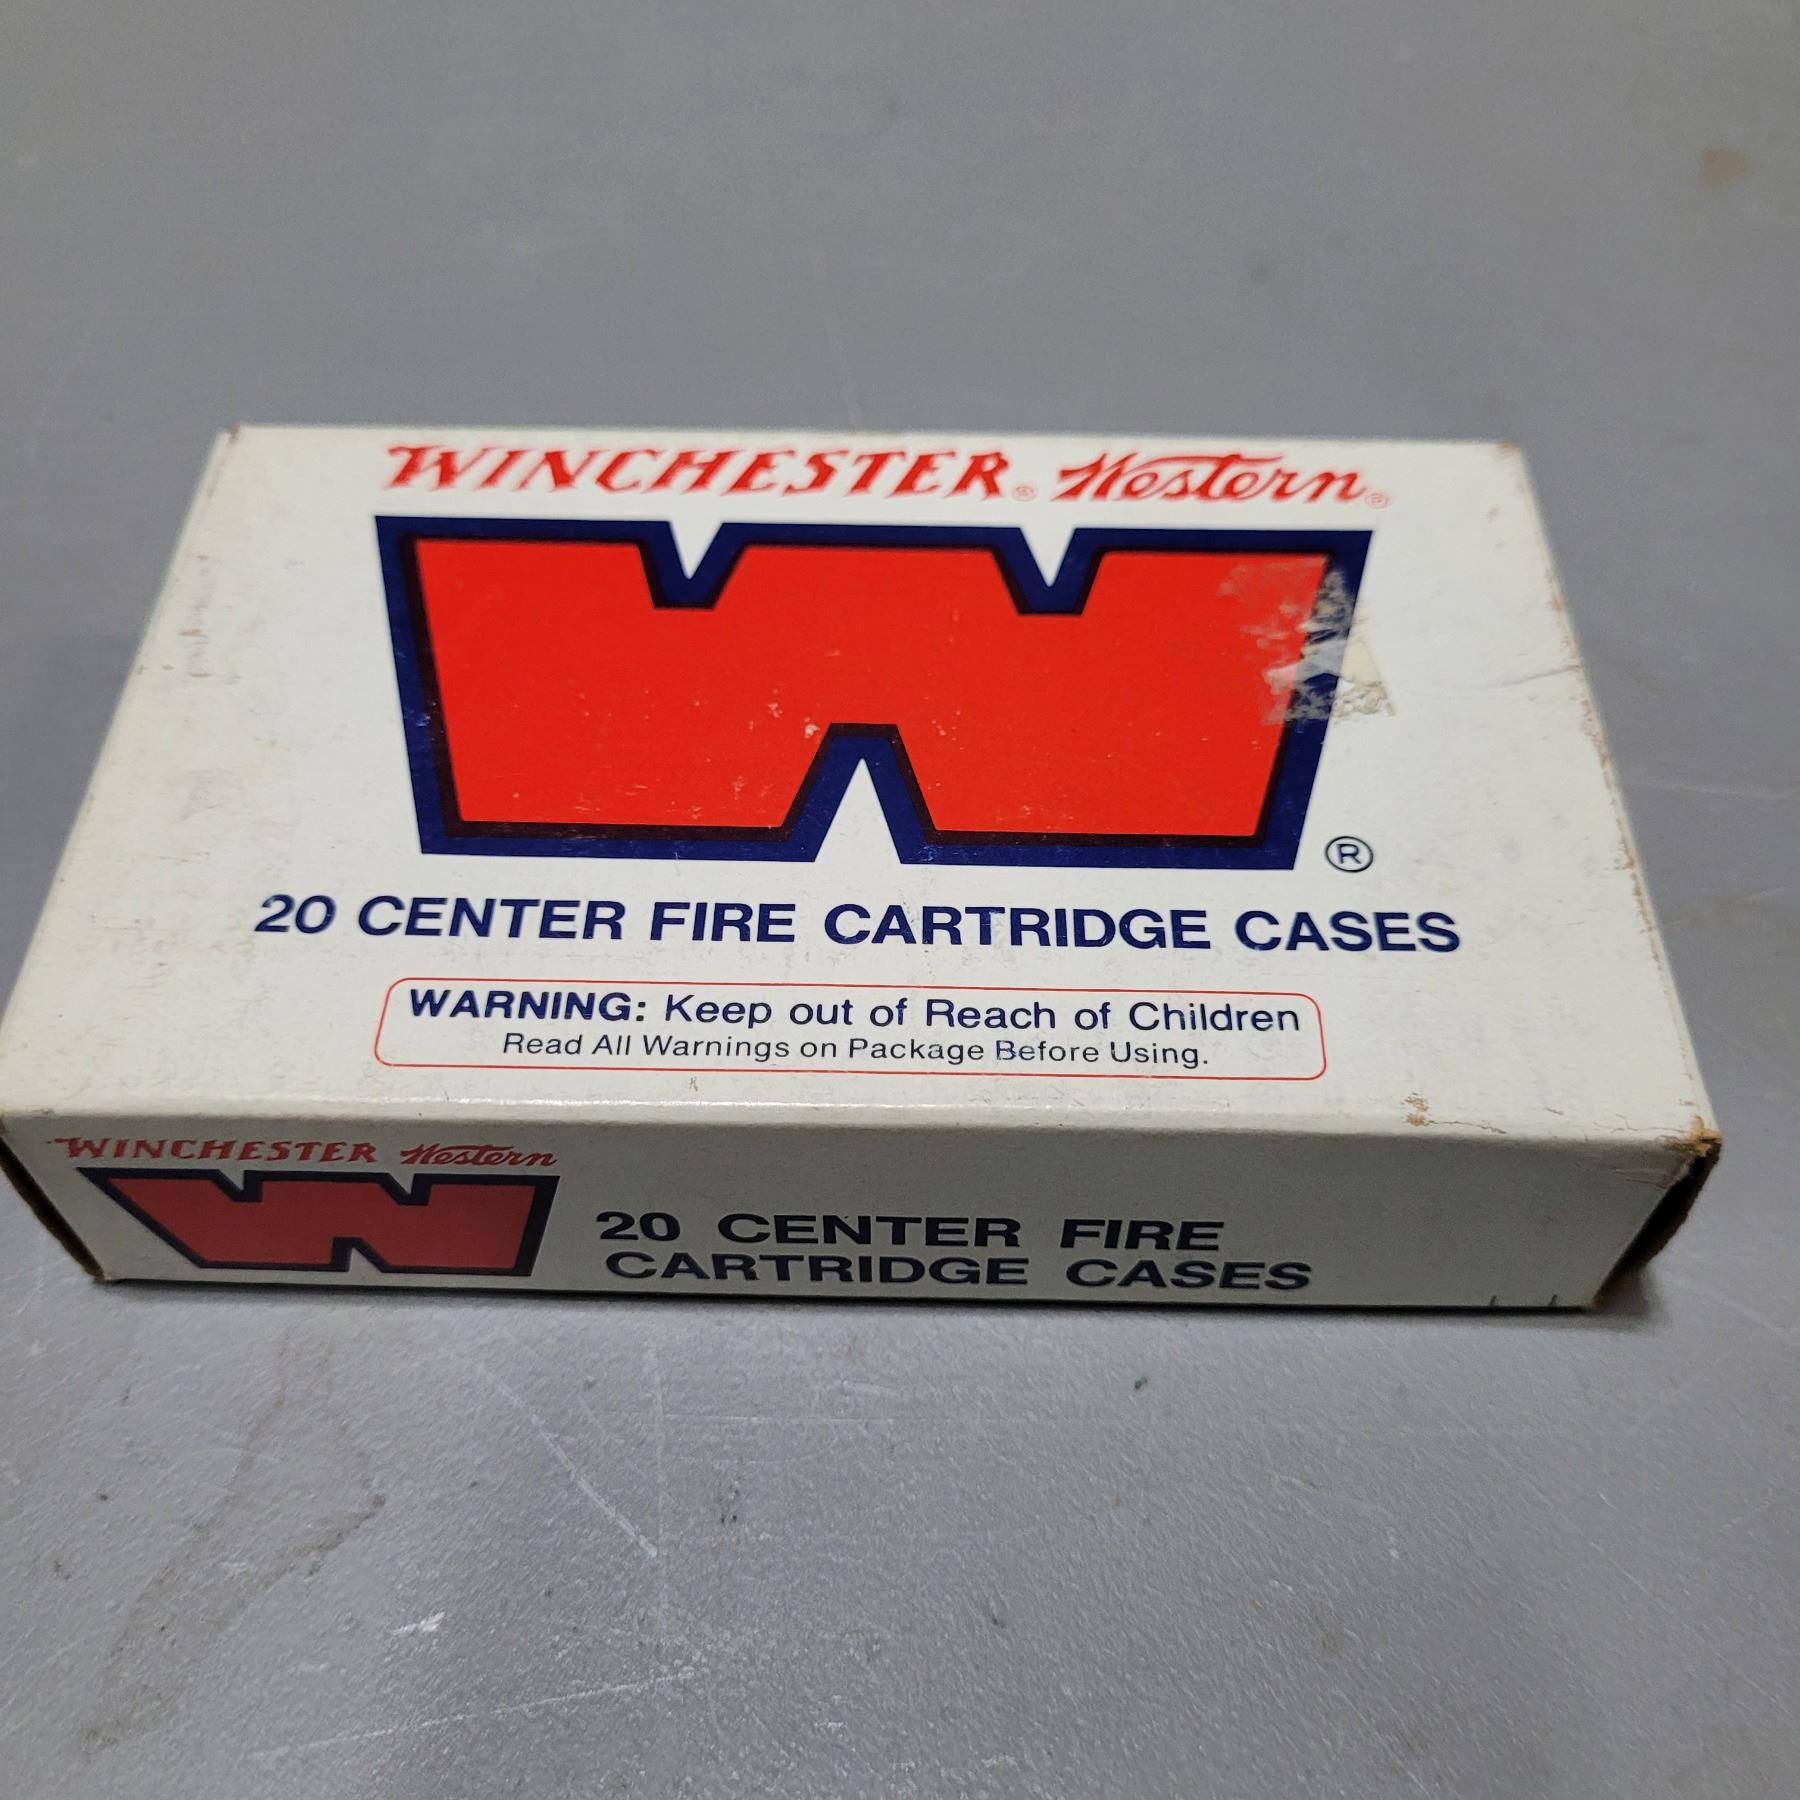 WINCHESTER® Western®
W
®
20 CENTER FIRE CARTRIDGE CASES
WARNING: Keep out of Reach of Children
Read All Warnings on Package Before Using.
WINCHESTER Western
W
20 CENTER FIRE
CARTRIDGE CASES